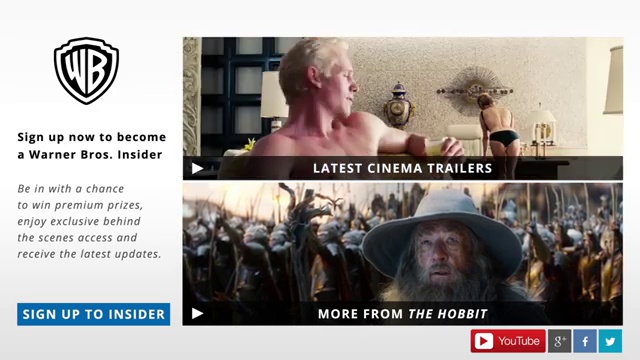 WB
Sign up now to become
a Warner Bros. Insider
Be in with a chance
to win premium prizes,
enjoy exclusive behind
the scenes access and
receive the latest updates.
SIGN UP TO INSIDER
LATEST CINEMA TRAILERS
MORE FROM THE HOBBIT
YouTube
g+
f